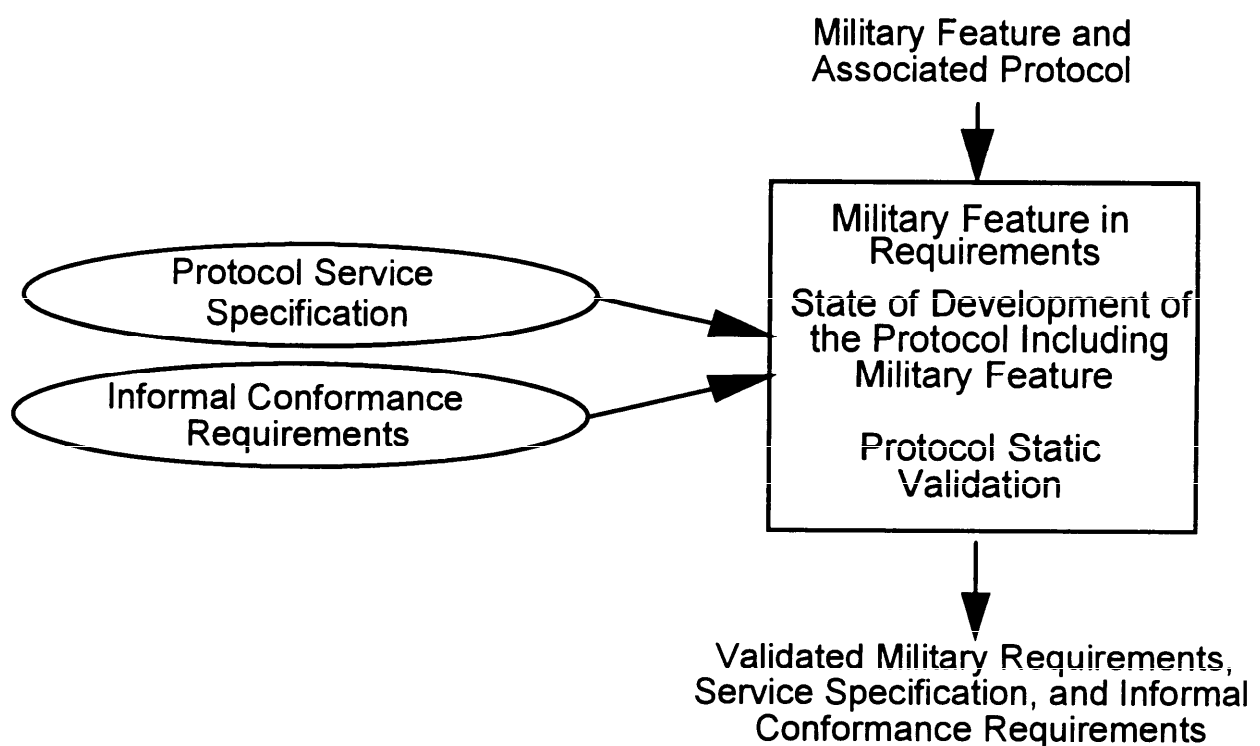 Military Feature and
Associated Protocol
Military Feature in
Requirements
Protocol Service
Specification
State of Development of
the Protocol Including
Military Feature
Informal Conformance
Requirements
Protocol Static
Validation
Validated Military Requirements,
Service Specification, and Informal
Conformance Requirements